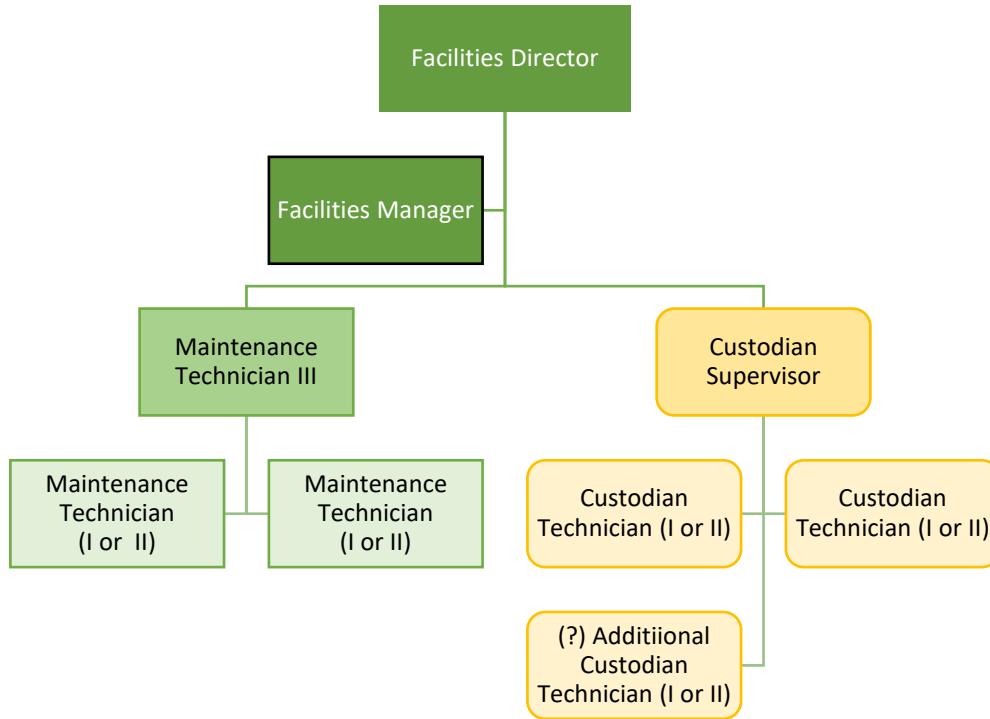 Facilities Director
Facilities Manager
Maintenance
Technician III
Custodian
Supervisor
Maintenance
Technician
(I or  II)
Maintenance
Technician
(I or II)
Custodian
Technician (I or II)
Custodian
Technician (I or II)
(?) Additiional
Custodian
Technician (I or II)